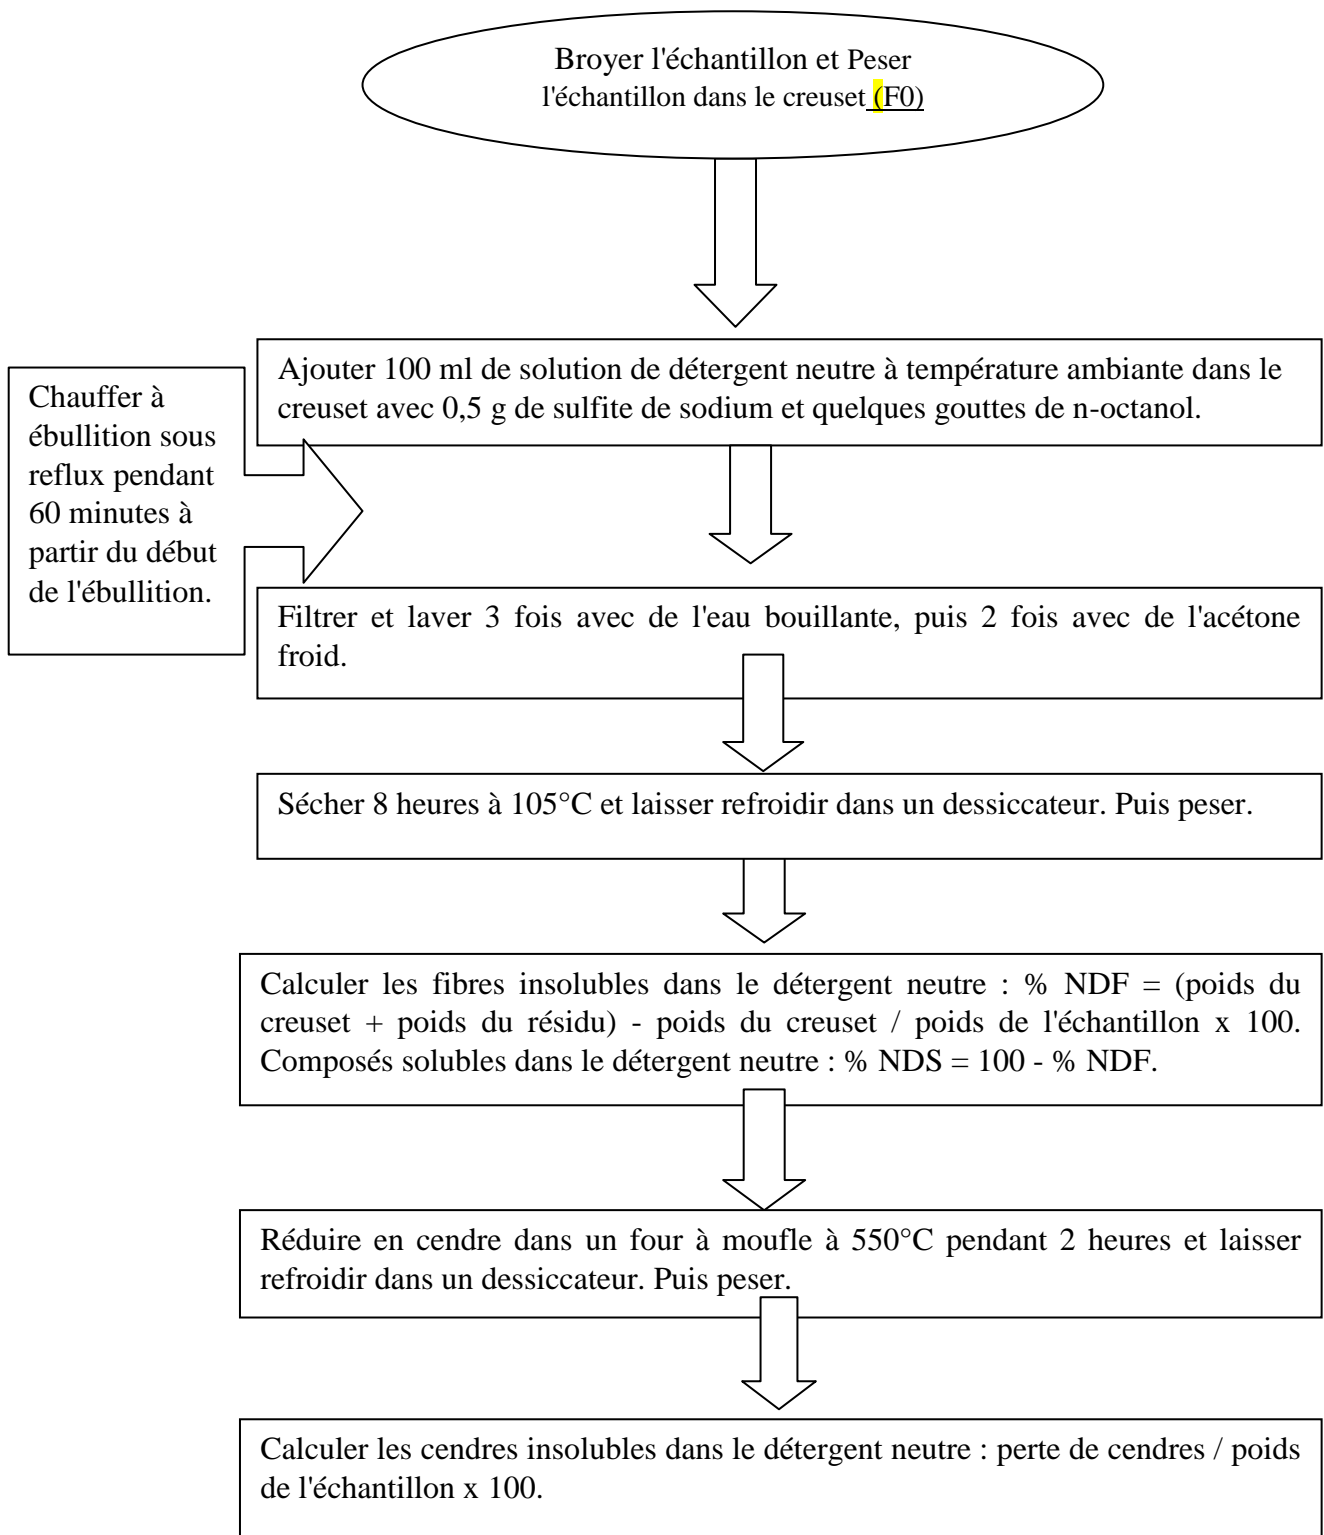 Broyer l'échantillon et Peser
l'échantillon dans le creuset (F0)
Ajouter 100 ml de solution de détergent neutre à température ambiante dans le
creuset avec 0,5 g de sulfite de sodium et quelques gouttes de n-octanol.
Chauffer à
ébullition sous
reflux pendant
60 minutes à
partir du début
de l'ébullition.
Filtrer et laver 3 fois avec de l'eau bouillante, puis 2 fois avec de l'acétone
froid.
Sécher 8 heures à 105°C et laisser refroidir dans un dessiccateur. Puis peser.
Calculer les fibres insolubles dans le détergent neutre : % NDF = (poids du
creuset + poids du résidu) - poids du creuset / poids de l'échantillon x 100.
Composés solubles dans le détergent neutre : % NDS = 100 - % NDF.
Réduire en cendre dans un four à moufle à 550°C pendant 2 heures et laisser
refroidir dans un dessiccateur. Puis peser.
Calculer les cendres insolubles dans le détergent neutre : perte de cendres / poids
de l'échantillon x 100.